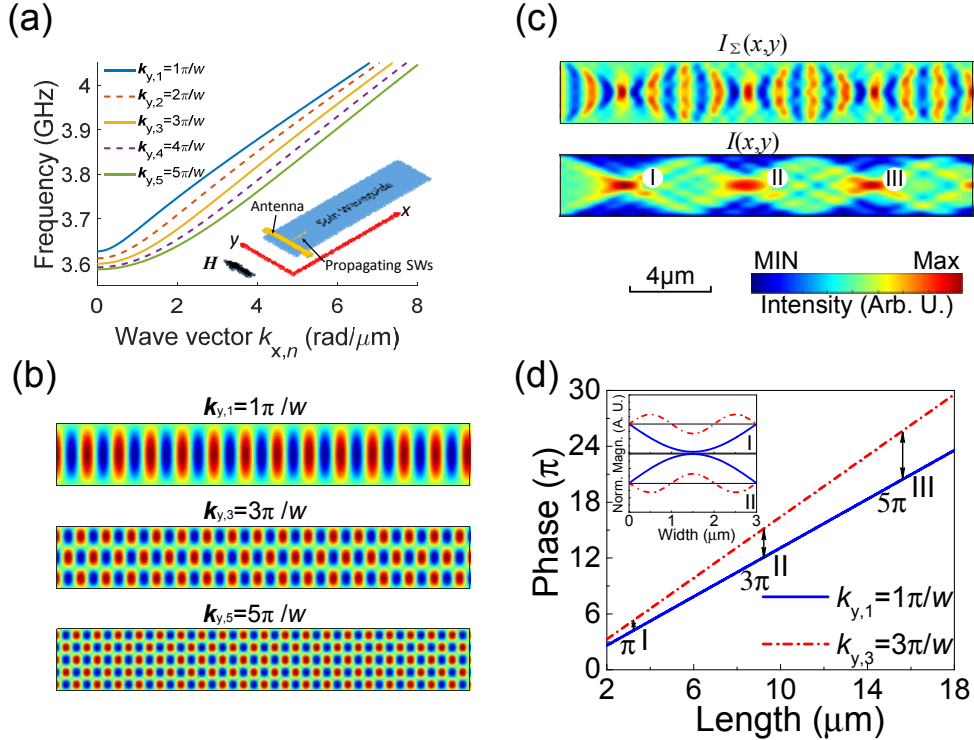 (a)
k_y,1=1π/w
k_y,2=2π/w
k_y,3=3π/w
k_y,4=4π/w
k_y,5=5π/w
Frequency (GHz)
4
3.9
3.8
3.7
3.6
0 2 4 6 8
Wave vector k_x,n (rad/μm)
Antenna
Spin Waveguide
x
y
H
Propagating SWs
(b)
k_y,1=1π /w
k_y,3=3π /w
k_y,5=5π /w
(c)
I_Σ(x,y)
I(x,y)
I II III
4μm
MIN Max
Intensity (Arb. U.)
(d)
Phase (π)
30
24
18
12
6
0
2 6 10 14 18
Length (μm)
Norm. Magn. (A. U.)
I
II
0 1 2 3
Width (μm)
π I
3π II
5π III
k_y,1=1π/w
k_y,3=3π/w